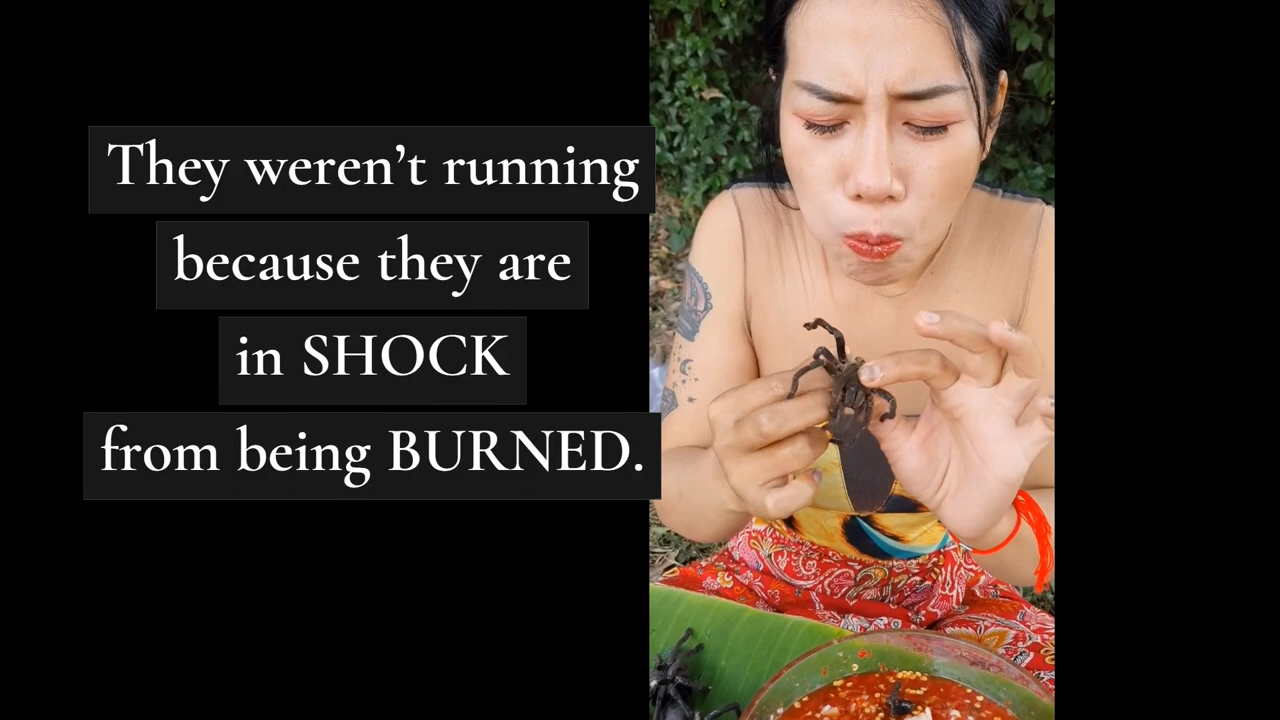 They weren’t running
because they are
in SHOCK
from being BURNED.